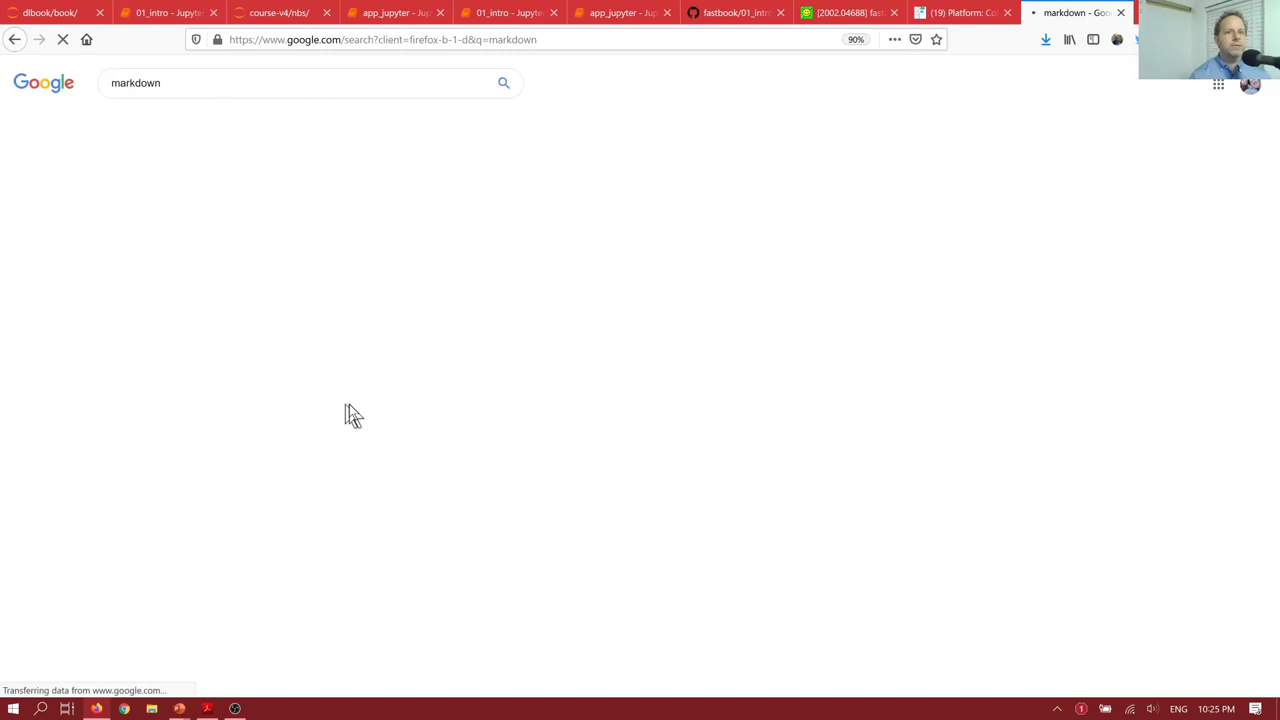 dlbook/book/
01_intro - Jupyte
course-v4/nbs/
app_jupyter - Jup
01_intro - Jupyte
app_jupyter - Jup
fastbook/01_intro
[2002.04688] fast
(19) Platform: Co
markdown - Goo
https://www.google.com/search?client=firefox-b-1-d&q=markdown
90%
Google
markdown
Transferring data from www.google.com...
1
ENG
10:25 PM